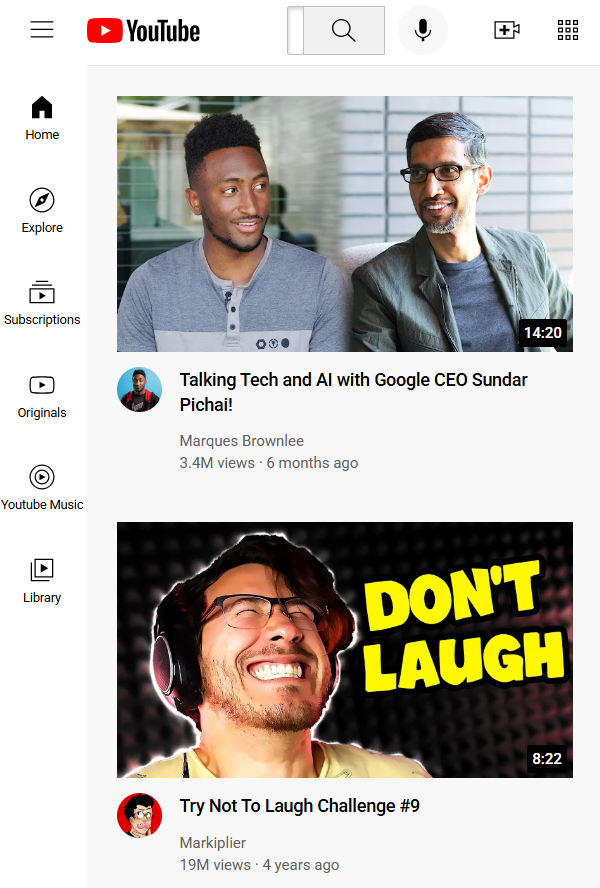 YouTube
Home
Explore
Subscriptions
Originals
Youtube Music
Library
14:20
Talking Tech and AI with Google CEO Sundar
Pichai!
Marques Brownlee
3.4M views · 6 months ago
DON'T
LAUGH
8:22
Try Not To Laugh Challenge #9
Markiplier
19M views · 4 years ago